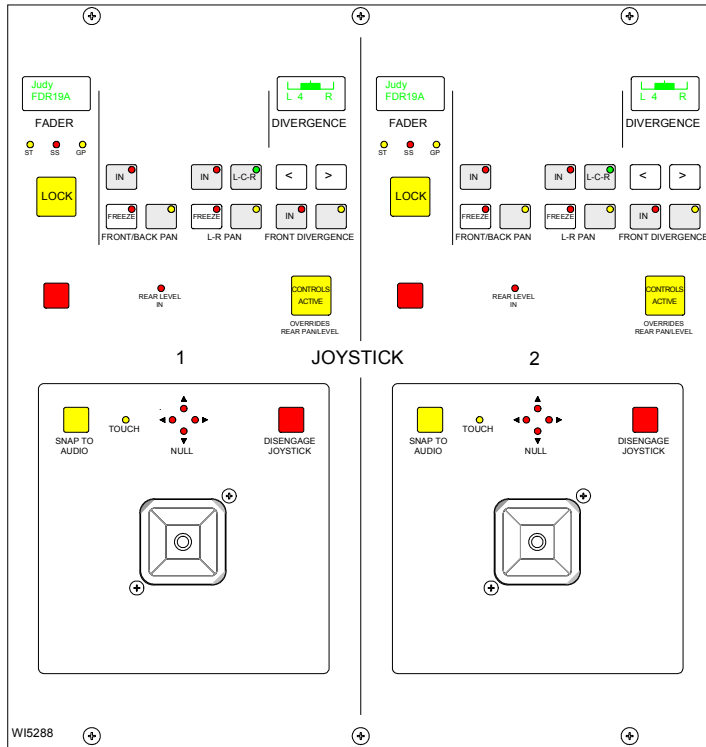 Judy
FDR19A
L 4 R
FADER
DIVERGENCE
ST SS GP
IN IN L-C-R < >
LOCK
FREEZE FREEZE IN
FRONT/BACK PAN L-R PAN FRONT DIVERGENCE
CONTROLS
ACTIVE
REAR LEVEL
IN
OVERRIDES
REAR PAN/LEVEL
Judy
FDR19A
L 4 R
FADER
DIVERGENCE
ST SS GP
IN IN L-C-R < >
LOCK
FREEZE FREEZE IN
FRONT/BACK PAN L-R PAN FRONT DIVERGENCE
CONTROLS
ACTIVE
REAR LEVEL
IN
OVERRIDES
REAR PAN/LEVEL
1 JOYSTICK 2
SNAP TO
AUDIO
TOUCH
NULL
DISENGAGE
JOYSTICK
SNAP TO
AUDIO
TOUCH
NULL
DISENGAGE
JOYSTICK
WI5288